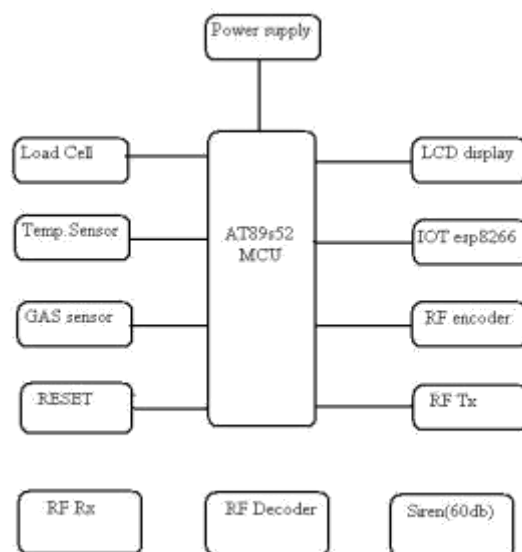 Power supply
Load Cell
LCD display
Temp.Sensor
AT89s52
MCU
IOT esp8266
GAS sensor
RF encoder
RESET
RF Tx
RF Rx
RF Decoder
Siren(60db)